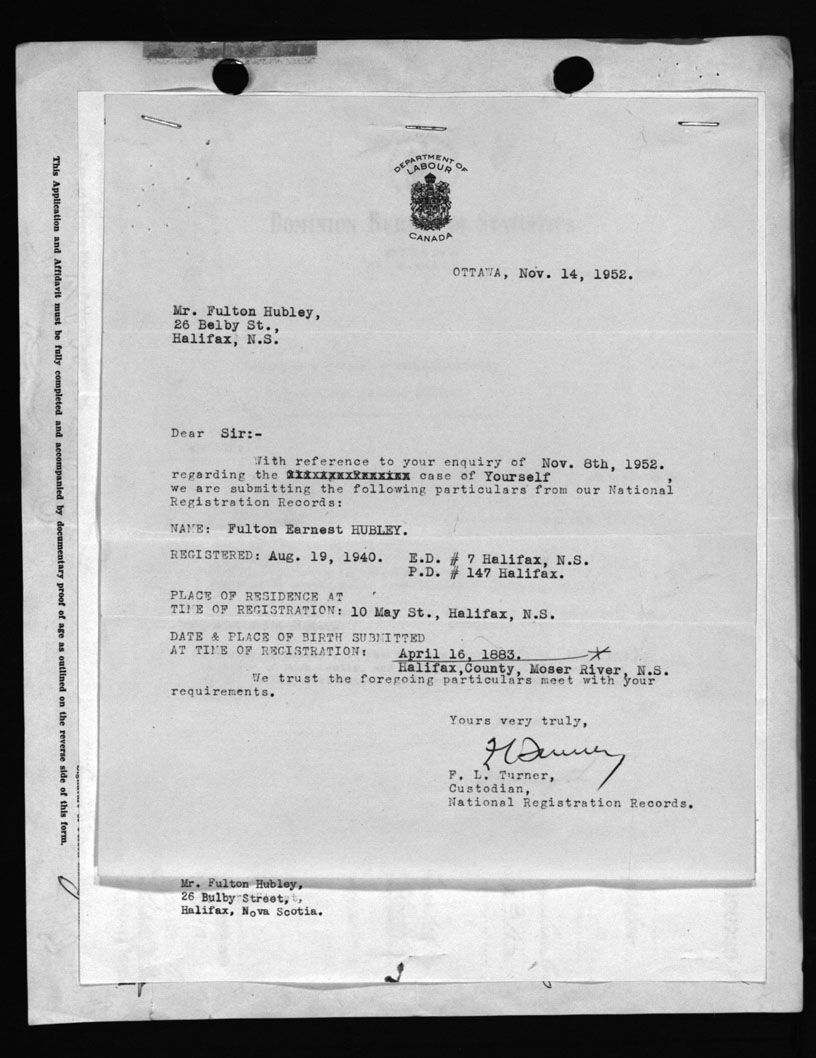 DEPARTMENT OF
LABOUR
CANADA
DOMINION BUREAU OF STATISTICS
OTTAWA, Nov. 14, 1952.
Mr. Fulton Hubley,
26 Belby St.,
Halifax, N.S.
Dear Sir:-
With reference to your enquiry of Nov. 8th, 1952.
regarding the case of Yourself ,
we are submitting the following particulars from our National
Registration Records:
NAME: Fulton Earnest HUBLEY.
REGISTERED: Aug. 19, 1940. E.D. # 7 Halifax, N.S.
P.D. # 147 Halifax.
PLACE OF RESIDENCE AT
TIME OF REGISTRATION: 10 May St., Halifax, N.S.
DATE & PLACE OF BIRTH SUBMITTED
AT TIME OF REGISTRATION: April 16, 1883.
Halifax,County, Moser River, N.S.
We trust the foregoing particulars meet with your
requirements.
Yours very truly,
F. L. Turner,
Custodian,
National Registration Records.
Mr. Fulton Hubley,
26 Bulby Street,
Halifax, Nova Scotia.
This Application and Affidavit must be fully completed and accompanied by documentary proof of age as outlined on the reverse side of this form.